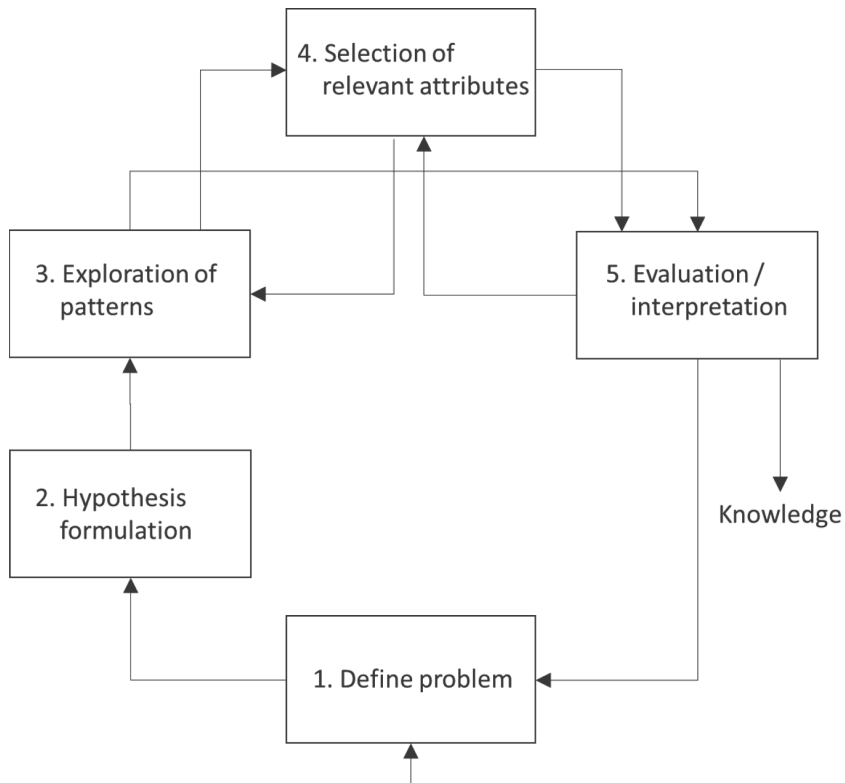 4. Selection of
relevant attributes
3. Exploration of
patterns
5. Evaluation /
interpretation
2. Hypothesis
formulation
Knowledge
1. Define problem